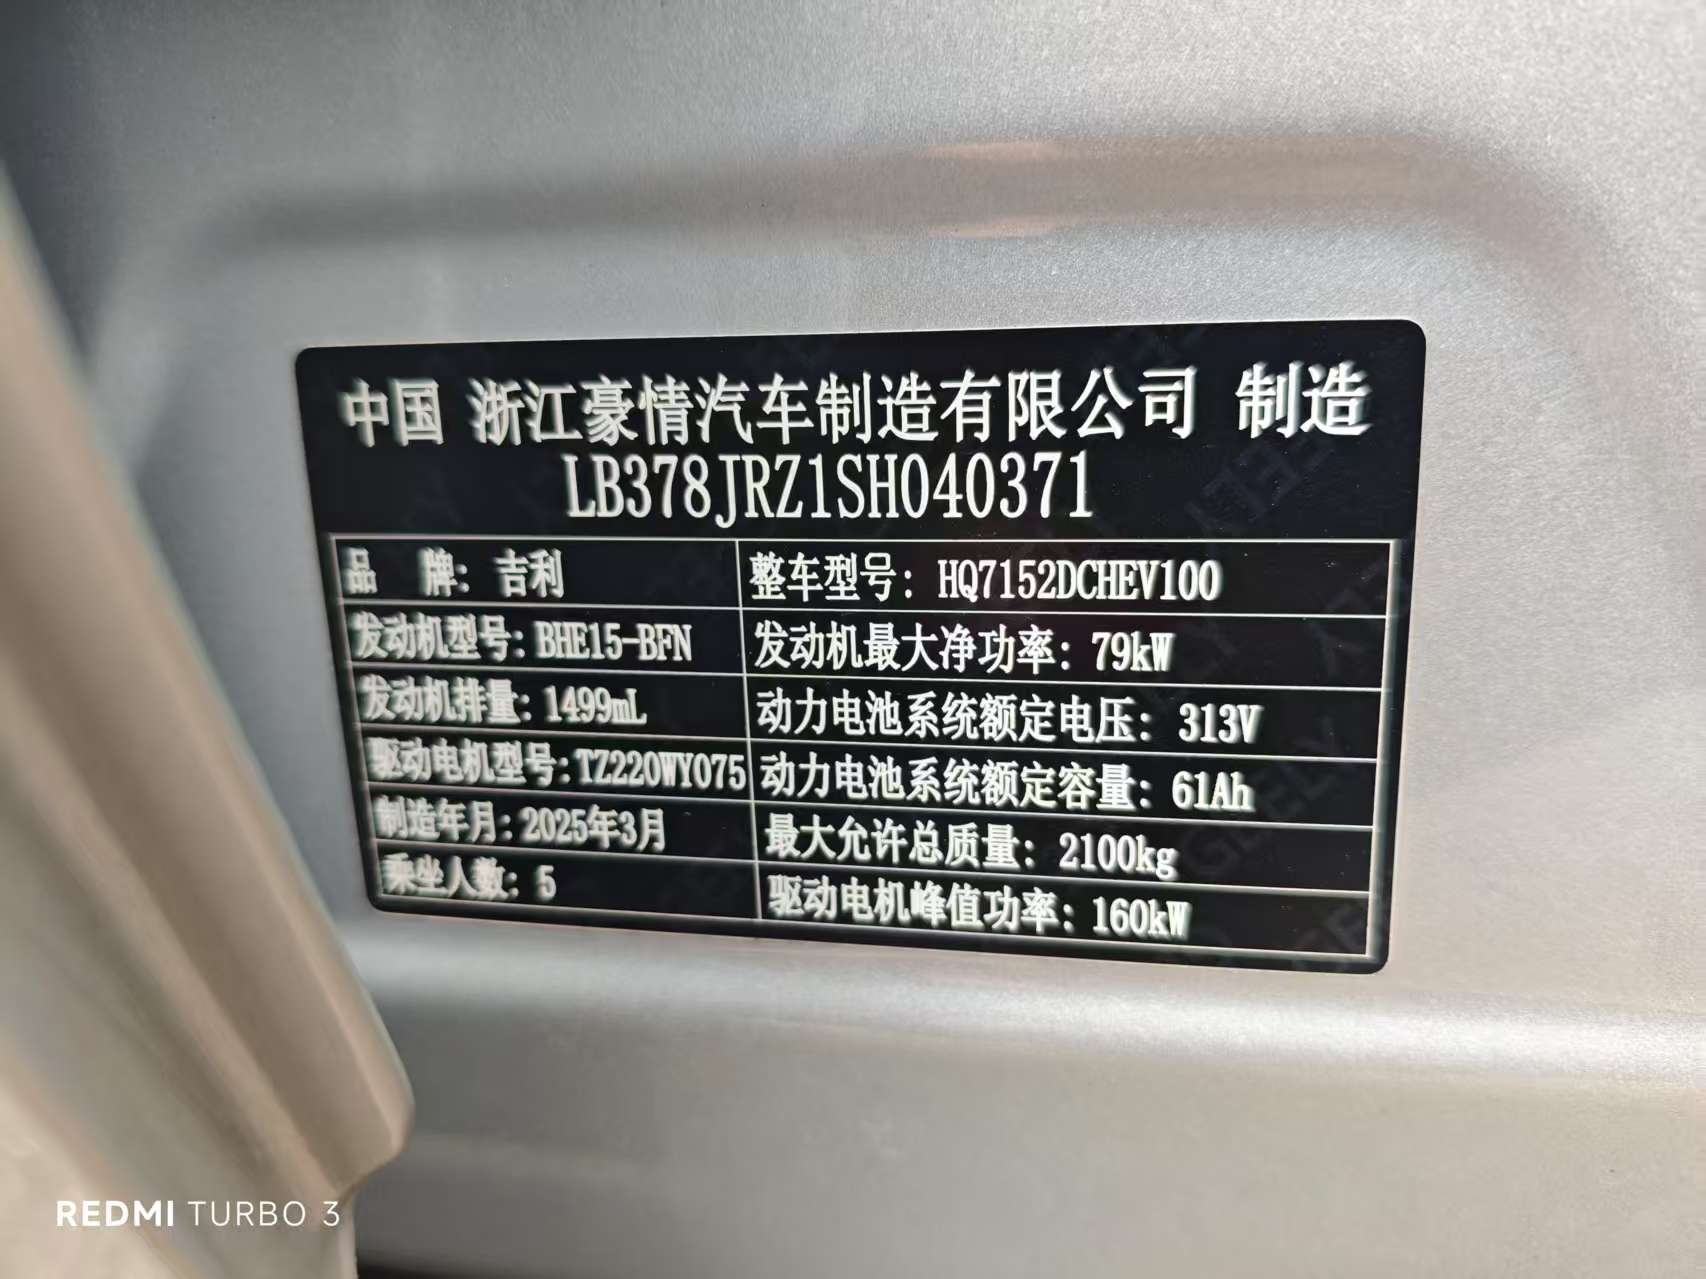 中国 浙江豪情汽车制造有限公司 制造
LB378JRZ1SH040371
品 牌: 吉利
整车型号: HQ7152DCHEV100
发动机型号: BHE15-BFN
发动机最大净功率: 79kW
发动机排量: 1499mL
动力电池系统额定电压: 313V
驱动电机型号: TZ220WY075
动力电池系统额定容量: 61Ah
制造年月: 2025年3月
最大允许总质量: 2100kg
乘坐人数: 5
驱动电机峰值功率: 160kW
REDMI TURBO 3